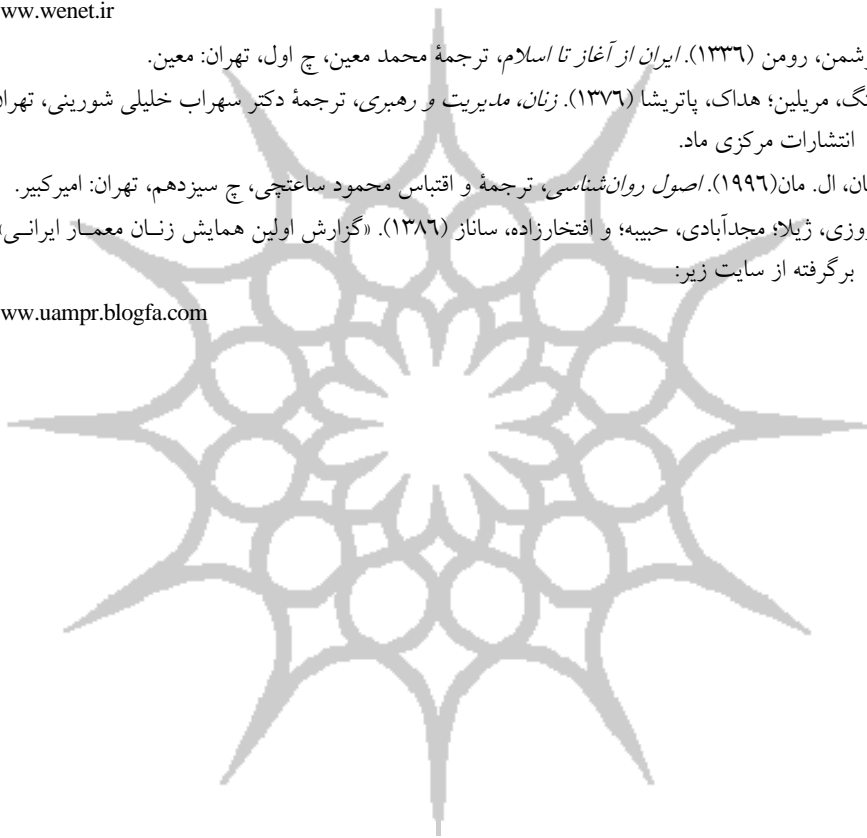 ww.wenet.ir
شمن، رومن (۱۳۳۶). ایران از آغاز تا اسلام، ترجمهٔ محمد معین، چ اول، تهران: معین.
گ، مریلین؛ هداک، پاتریشا (۱۳۷۶). زنان، مدیریت و رهبری، ترجمهٔ دکتر سهراب خلیلی شورینی، تهران
انتشارات مرکزی ماد.
ان، ال. مان(۱۹۹۶). اصول روان‌شناسی، ترجمهٔ و اقتباس محمود ساعتچی، چ سیزدهم، تهران: امیرکبیر.
وزی، ژیلا؛ مجدآبادی، حبیبه؛ و افتخارزاده، ساناز (۱۳۸۶). «گزارش اولین همایش زنـان معمـار ایرانـی»
برگرفته از سایت زیر:
ww.uampr.blogfa.com